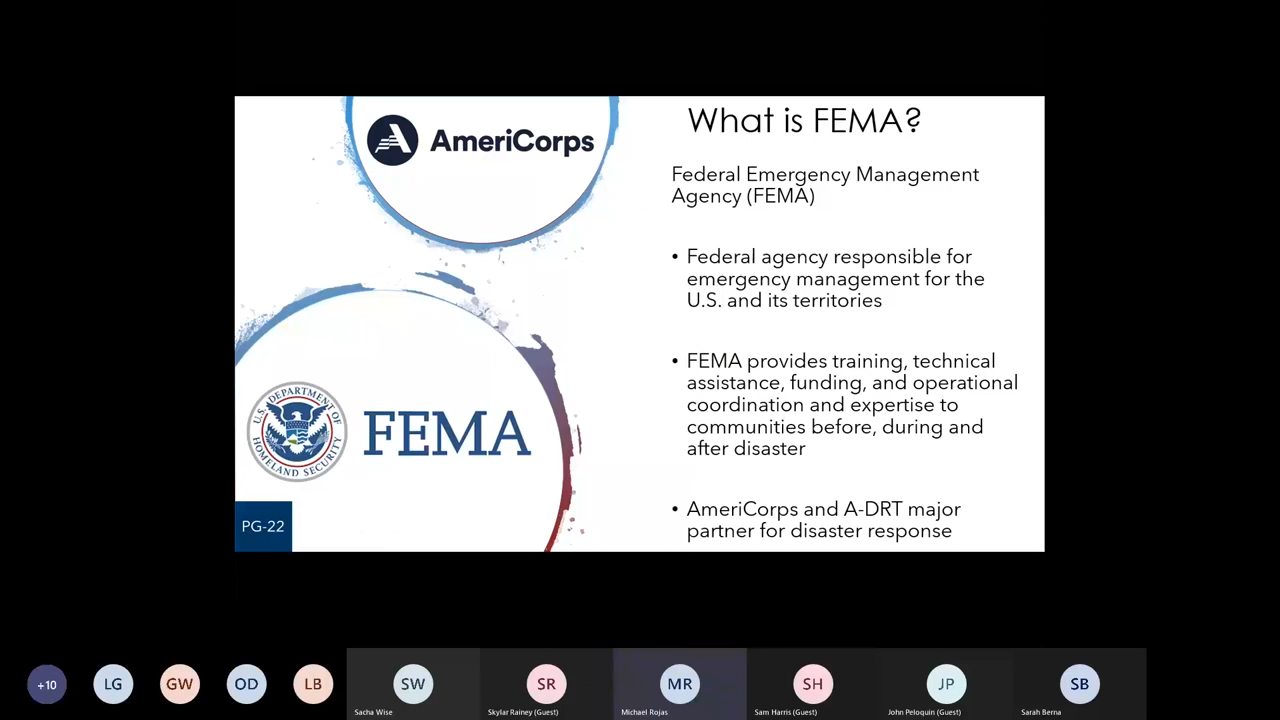 AmeriCorps
What is FEMA?
Federal Emergency Management
Agency (FEMA)
• Federal agency responsible for
emergency management for the
U.S. and its territories
• FEMA provides training, technical
assistance, funding, and operational
coordination and expertise to
communities before, during and
after disaster
• AmeriCorps and A-DRT major
partner for disaster response
U.S. DEPARTMENT OF
HOMELAND SECURITY
FEMA
PG-22
+10
LG
GW
OD
LB
SW
SR
MR
SH
JP
SB
Sacha Wise
Skylar Rainey (Guest)
Michael Rojas
Sam Harris (Guest)
John Peloquin (Guest)
Sarah Berna